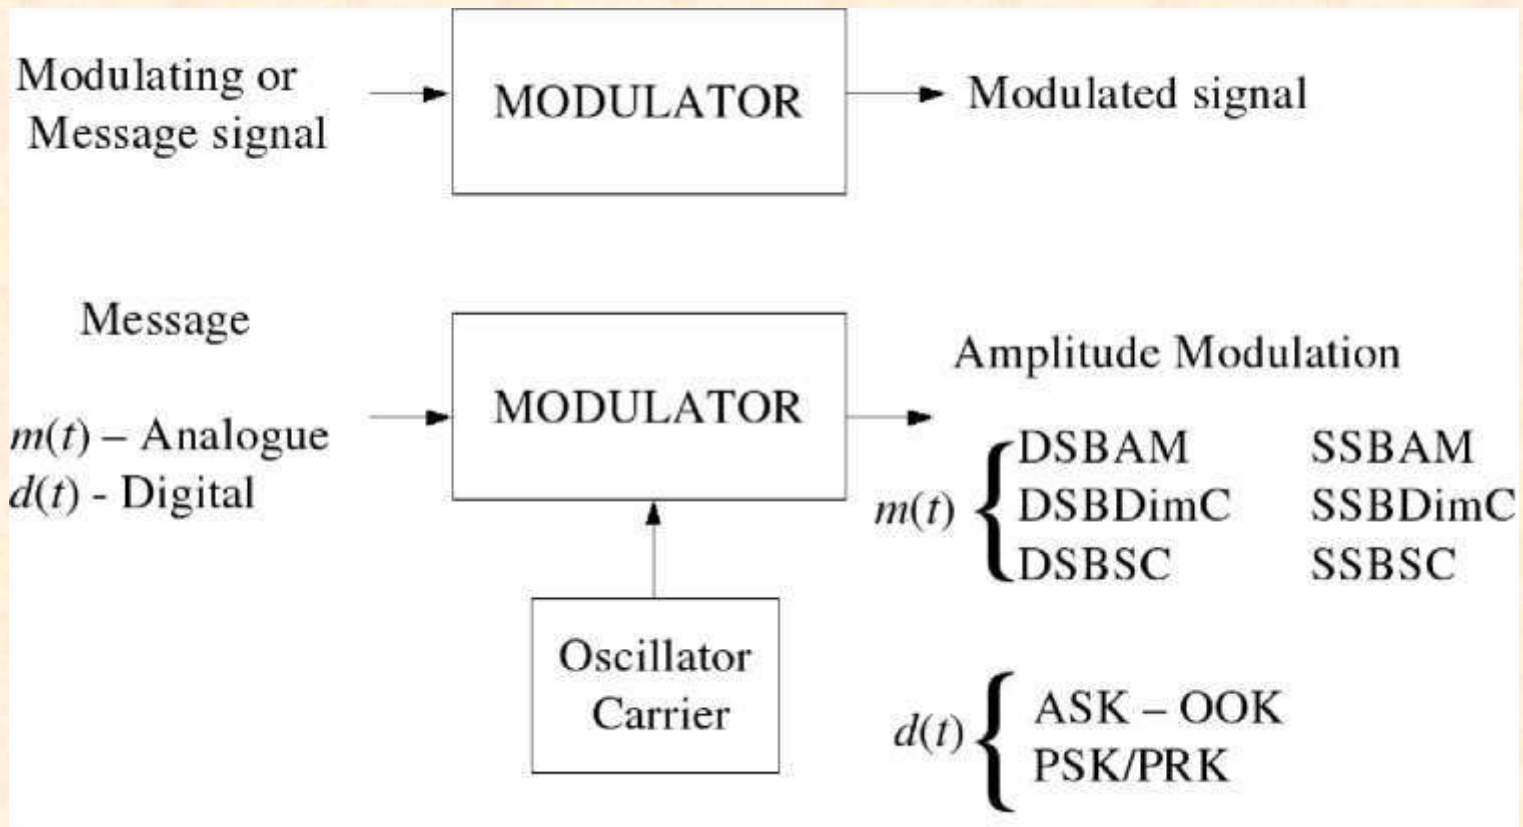 Modulating or
Message signal
MODULATOR
Modulated signal
Message
m(t) – Analogue
d(t) - Digital
MODULATOR
Oscillator
Carrier
Amplitude Modulation
m(t)
DSBAM SSBAM
DSBDimC SSBDimC
DSBSC SSBSC
d(t)
ASK – OOK
PSK/PRK